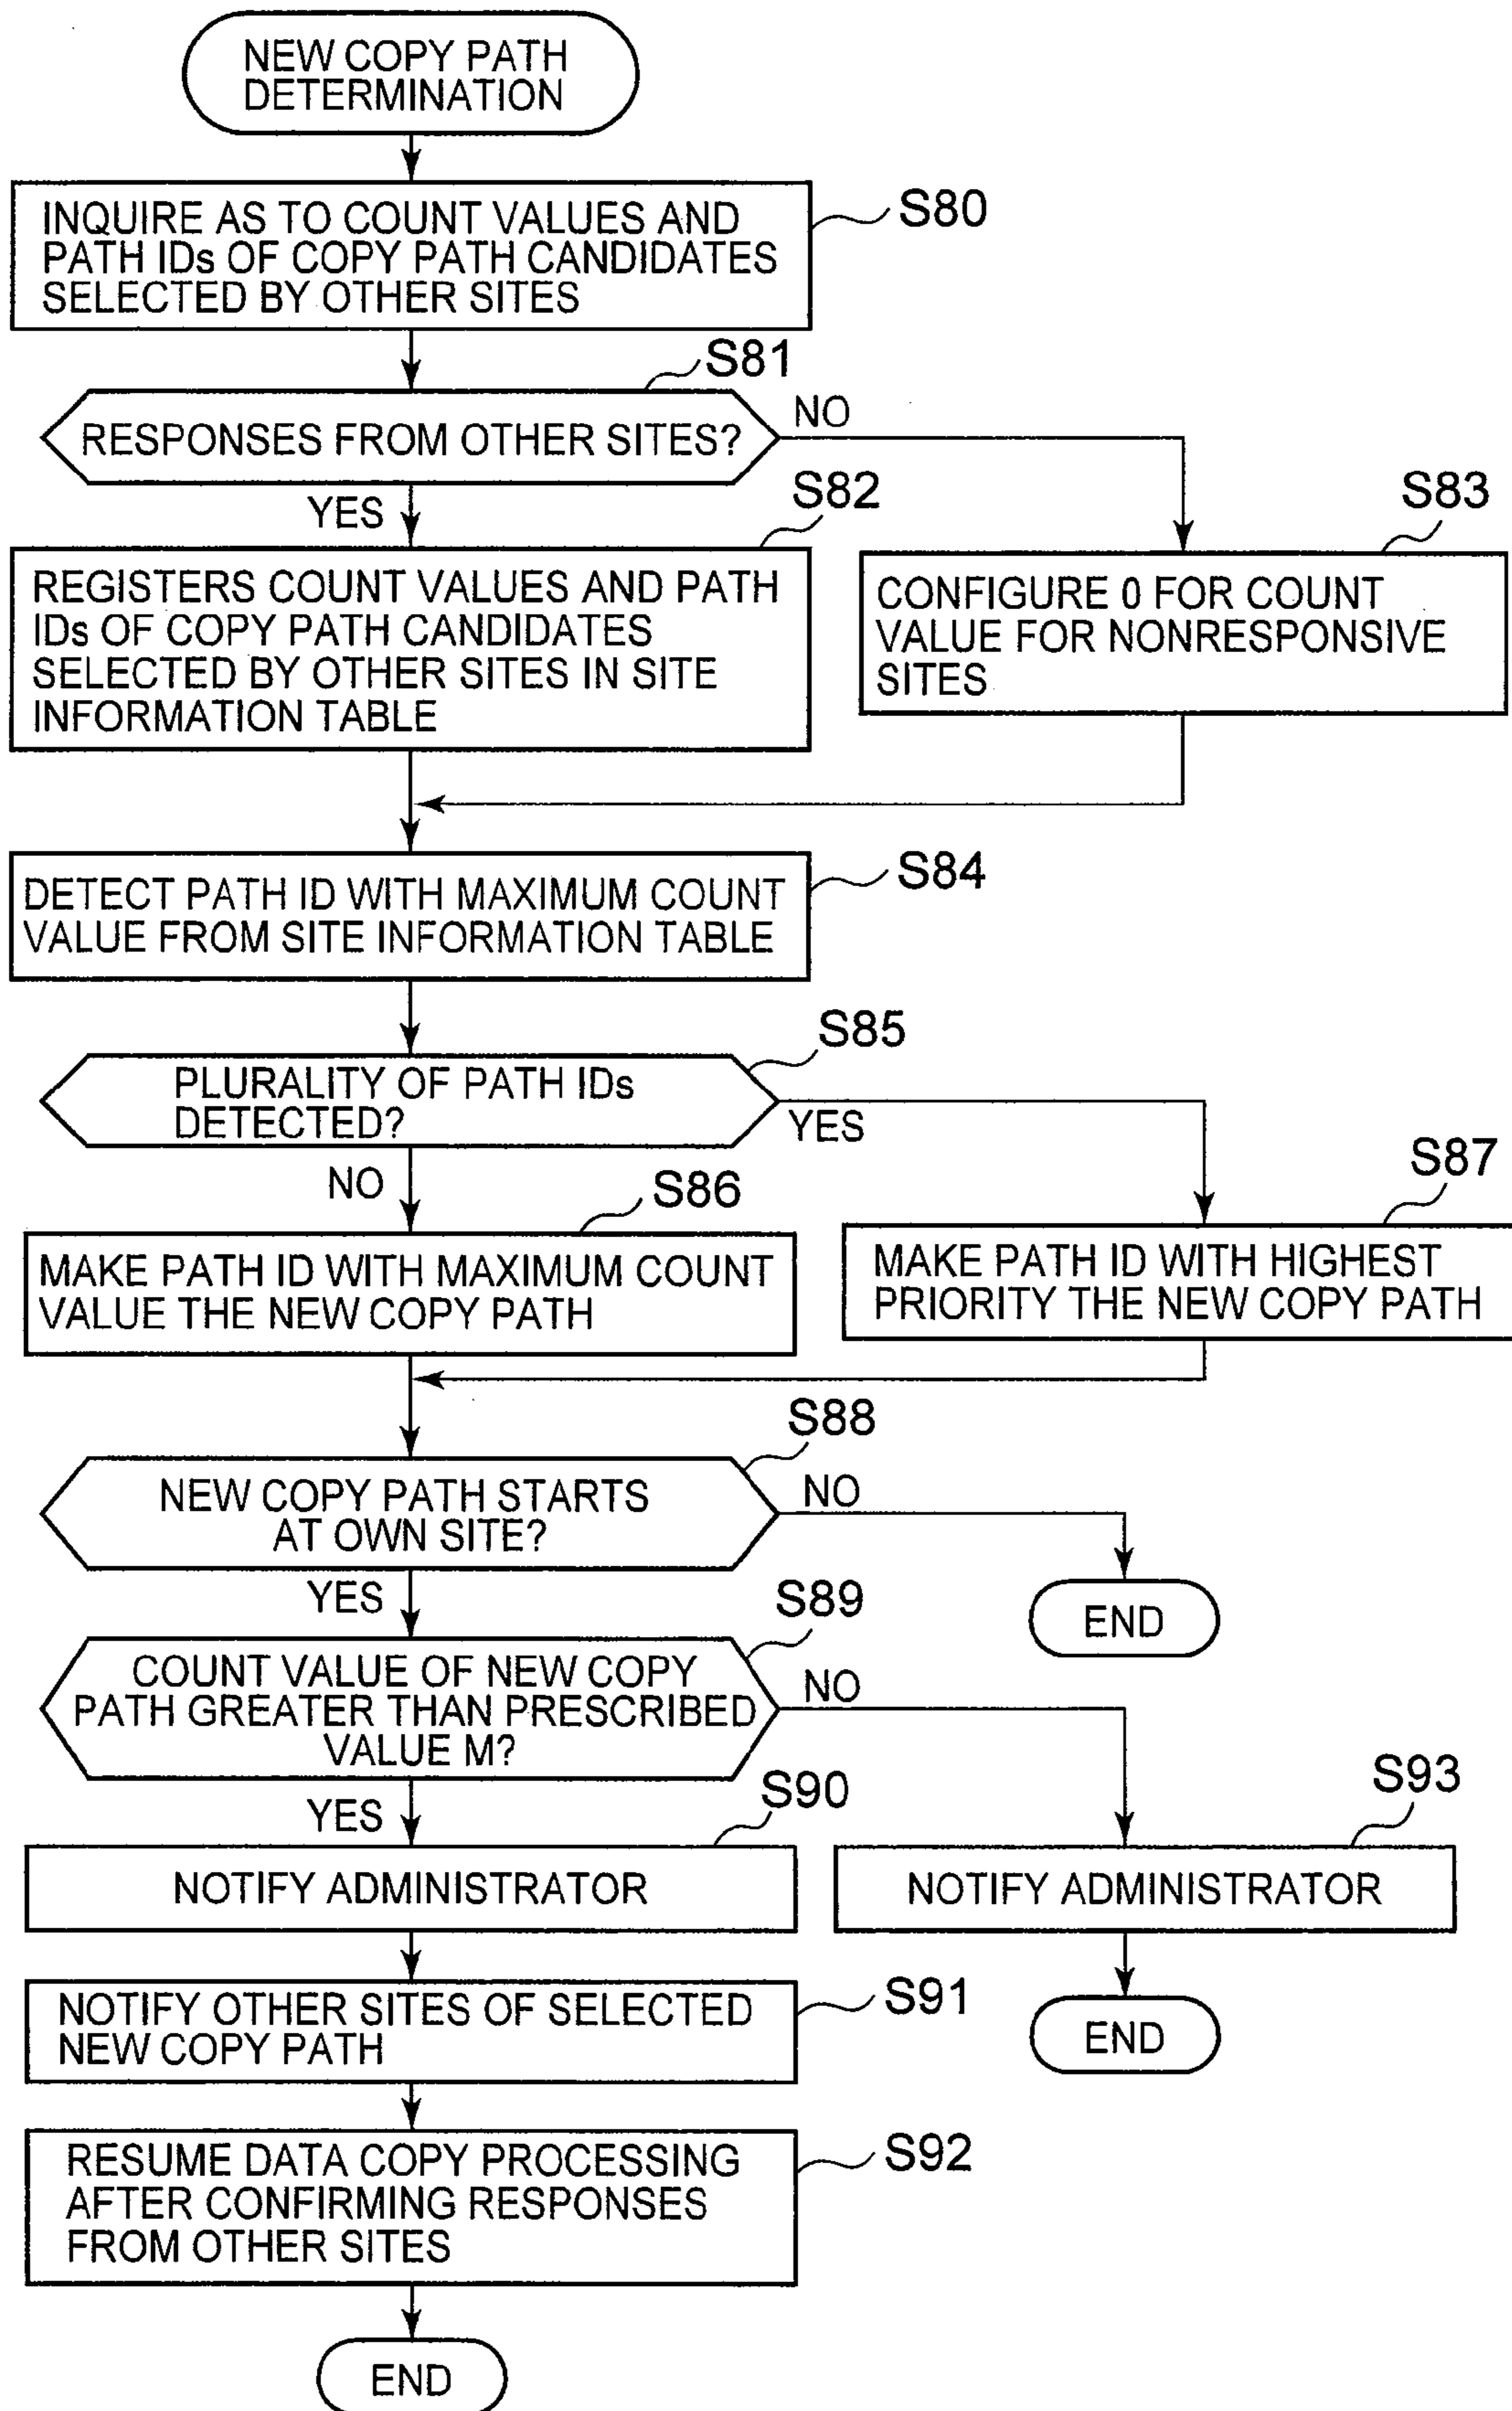 NEW COPY PATH
DETERMINATION
INQUIRE AS TO COUNT VALUES AND
PATH IDs OF COPY PATH CANDIDATES
SELECTED BY OTHER SITES
S80
S81
RESPONSES FROM OTHER SITES?
NO
YES
S82
REGISTERS COUNT VALUES AND PATH
IDs OF COPY PATH CANDIDATES
SELECTED BY OTHER SITES IN SITE
INFORMATION TABLE
S83
CONFIGURE 0 FOR COUNT
VALUE FOR NONRESPONSIVE
SITES
DETECT PATH ID WITH MAXIMUM COUNT
VALUE FROM SITE INFORMATION TABLE
S84
S85
PLURALITY OF PATH IDs
DETECTED?
YES
NO
S86
MAKE PATH ID WITH MAXIMUM COUNT
VALUE THE NEW COPY PATH
S87
MAKE PATH ID WITH HIGHEST
PRIORITY THE NEW COPY PATH
S88
NEW COPY PATH STARTS
AT OWN SITE?
NO
END
YES
S89
COUNT VALUE OF NEW COPY
PATH GREATER THAN PRESCRIBED
VALUE M?
NO
YES
S90
NOTIFY ADMINISTRATOR
S93
NOTIFY ADMINISTRATOR
END
NOTIFY OTHER SITES OF SELECTED
NEW COPY PATH
S91
RESUME DATA COPY PROCESSING
AFTER CONFIRMING RESPONSES
FROM OTHER SITES
S92
END